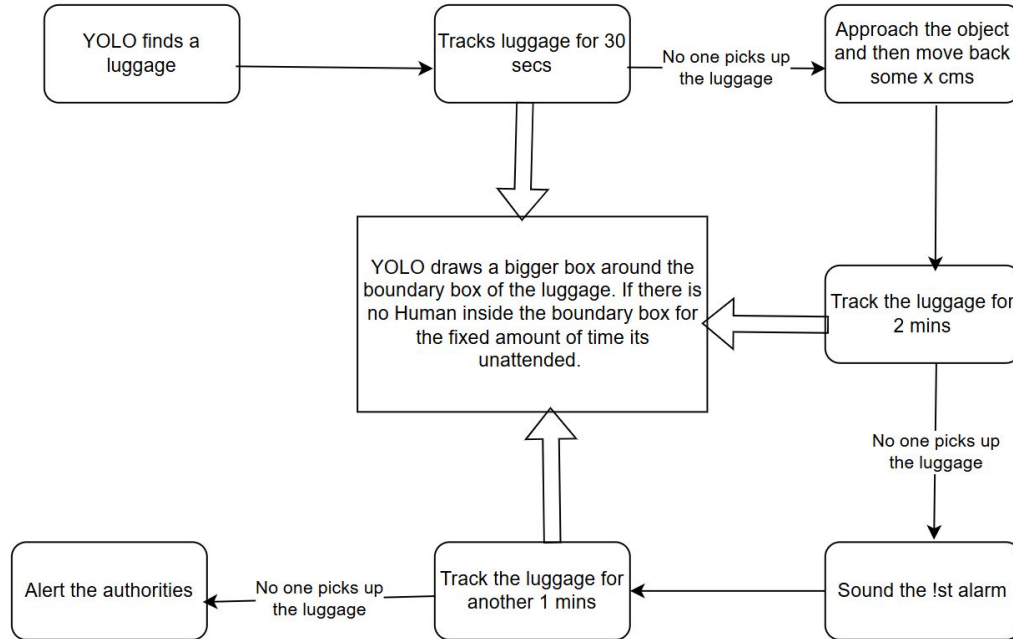 YOLO finds a
luggage
Tracks luggage for 30
secs
No one picks up
the luggage
Approach the object
and then move back
some x cms
YOLO draws a bigger box around the
boundary box of the luggage. If there is
no Human inside the boundary box for
the fixed amount of time its
unattended.
Track the luggage for
2 mins
No one picks up
the luggage
Alert the authorities
No one picks up
the luggage
Track the luggage for
another 1 mins
Sound the !st alarm